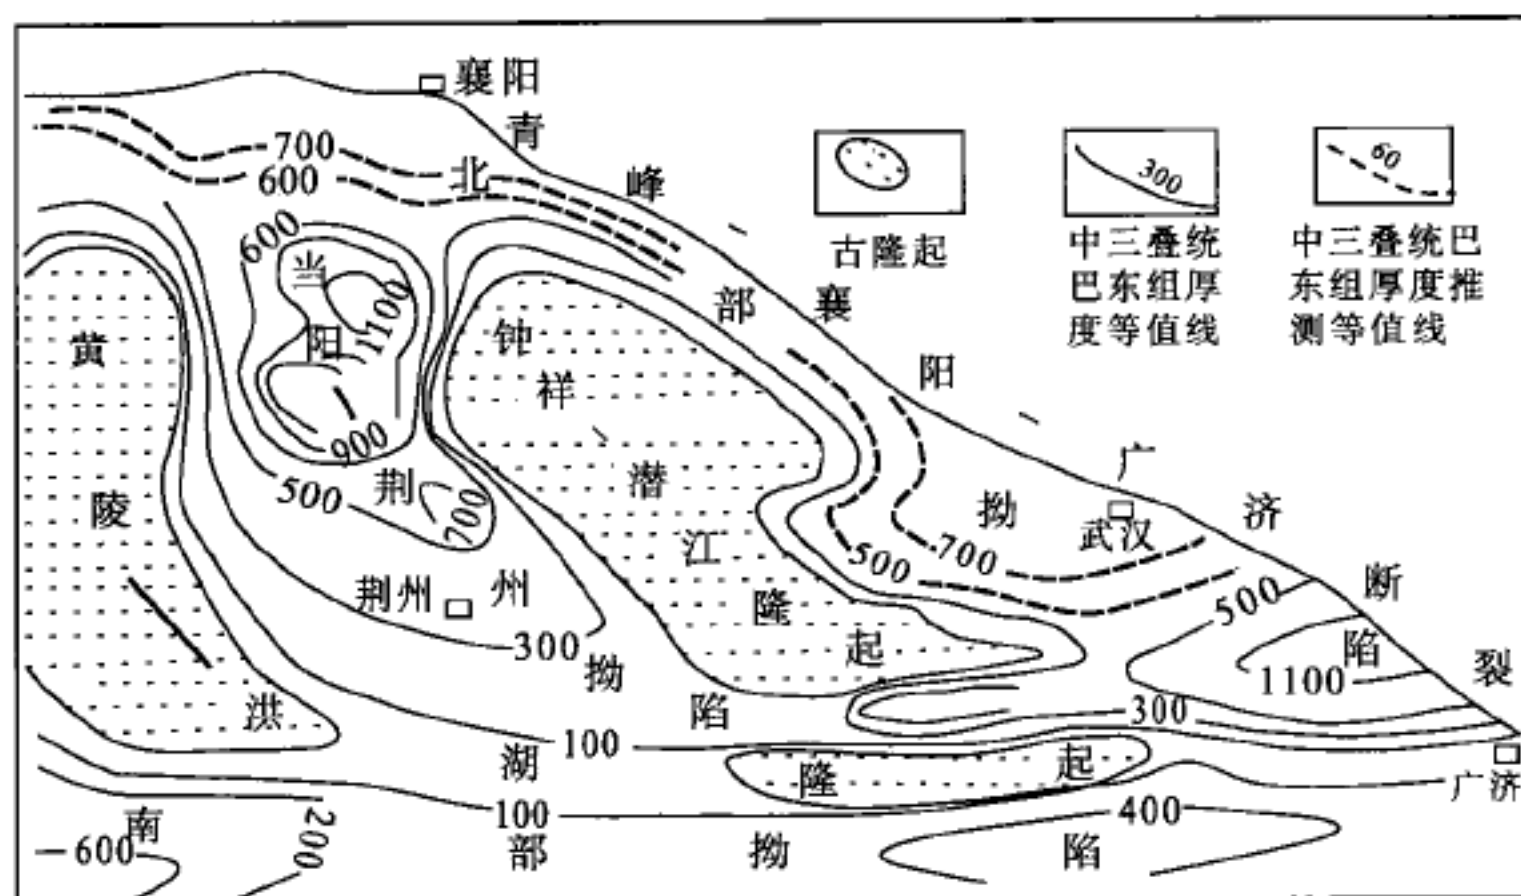 襄阳
青
峰
襄
阳
广
济
断
裂
700
600
北
部
拗
陷
古隆起
300
中三叠统
巴东组厚
度等值线
60
中三叠统巴
东组厚度推
测等值线
600
当
阳
1100
900
500
荆
700
荆州
州
300
拗
陷
黄
陵
洪
湖
隆
起
钟
祥
潜
江
隆
起
500
700
武汉
500
1100
300
100
广济
100
400
南
部
拗
陷
200
600